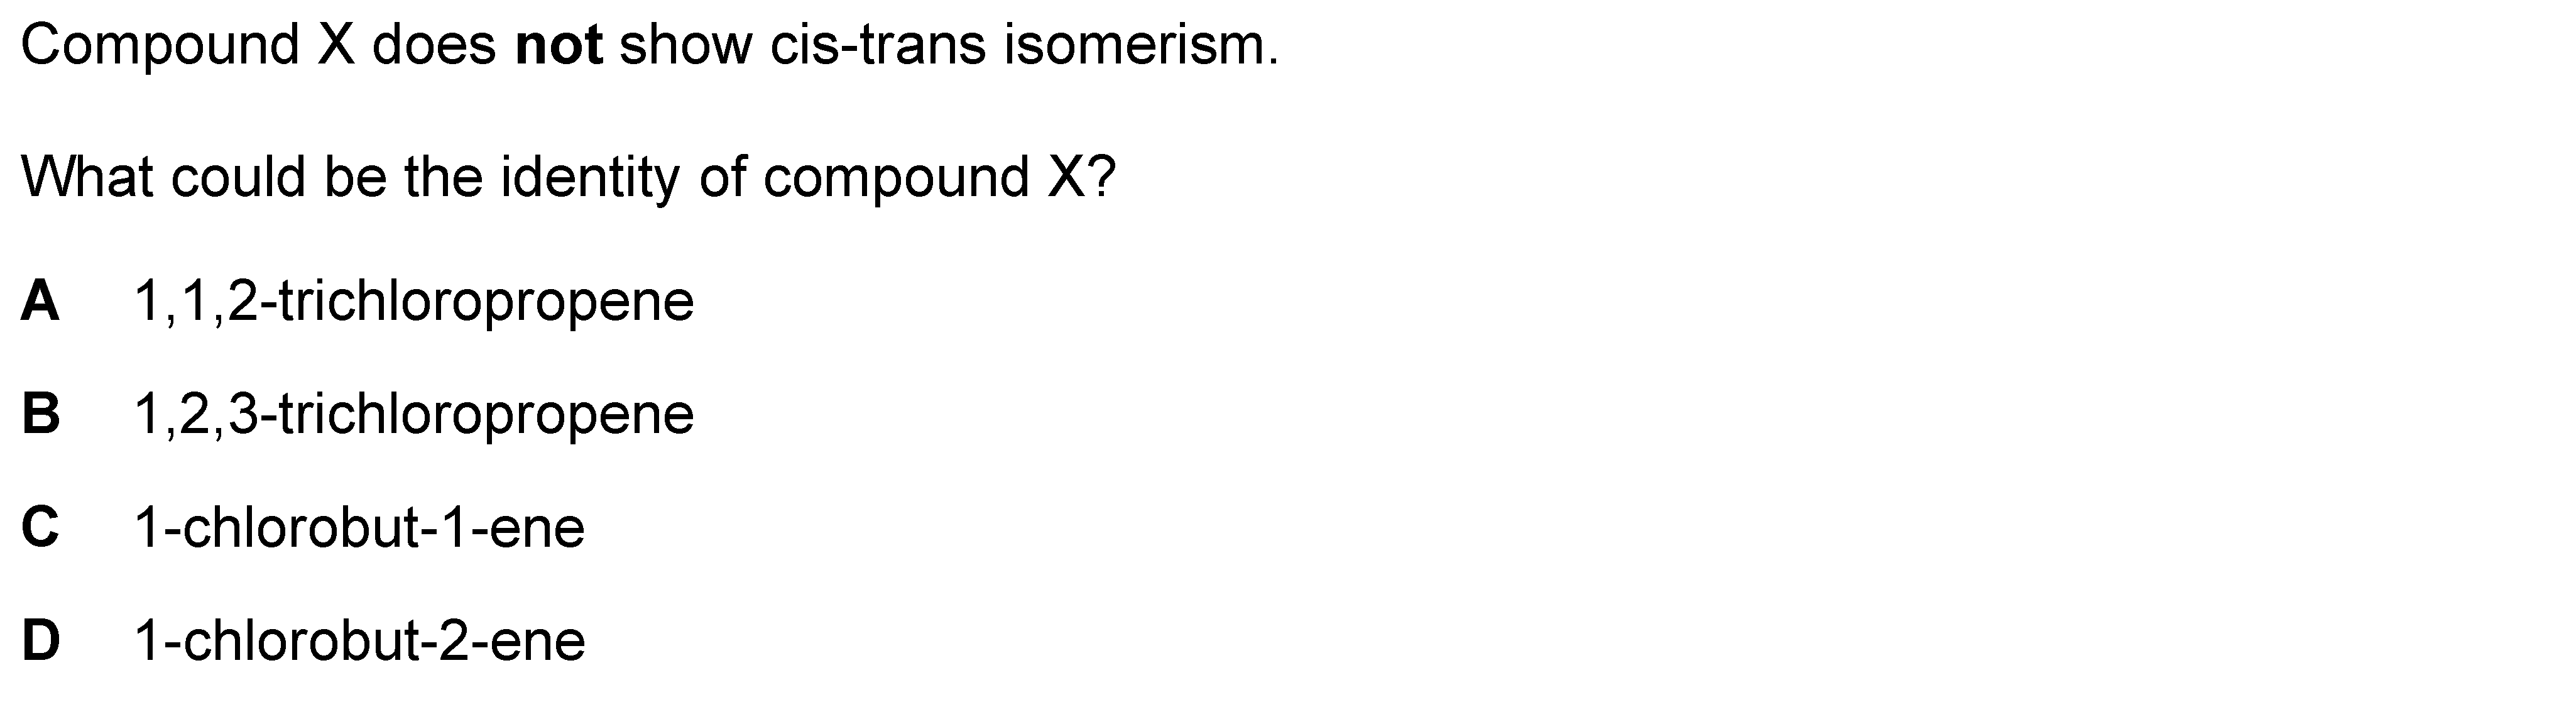 Compound X does not show cis-trans isomerism.
What could be the identity of compound X?
A 1,1,2-trichloropropene
B 1,2,3-trichloropropene
C 1-chlorobut-1-ene
D 1-chlorobut-2-ene